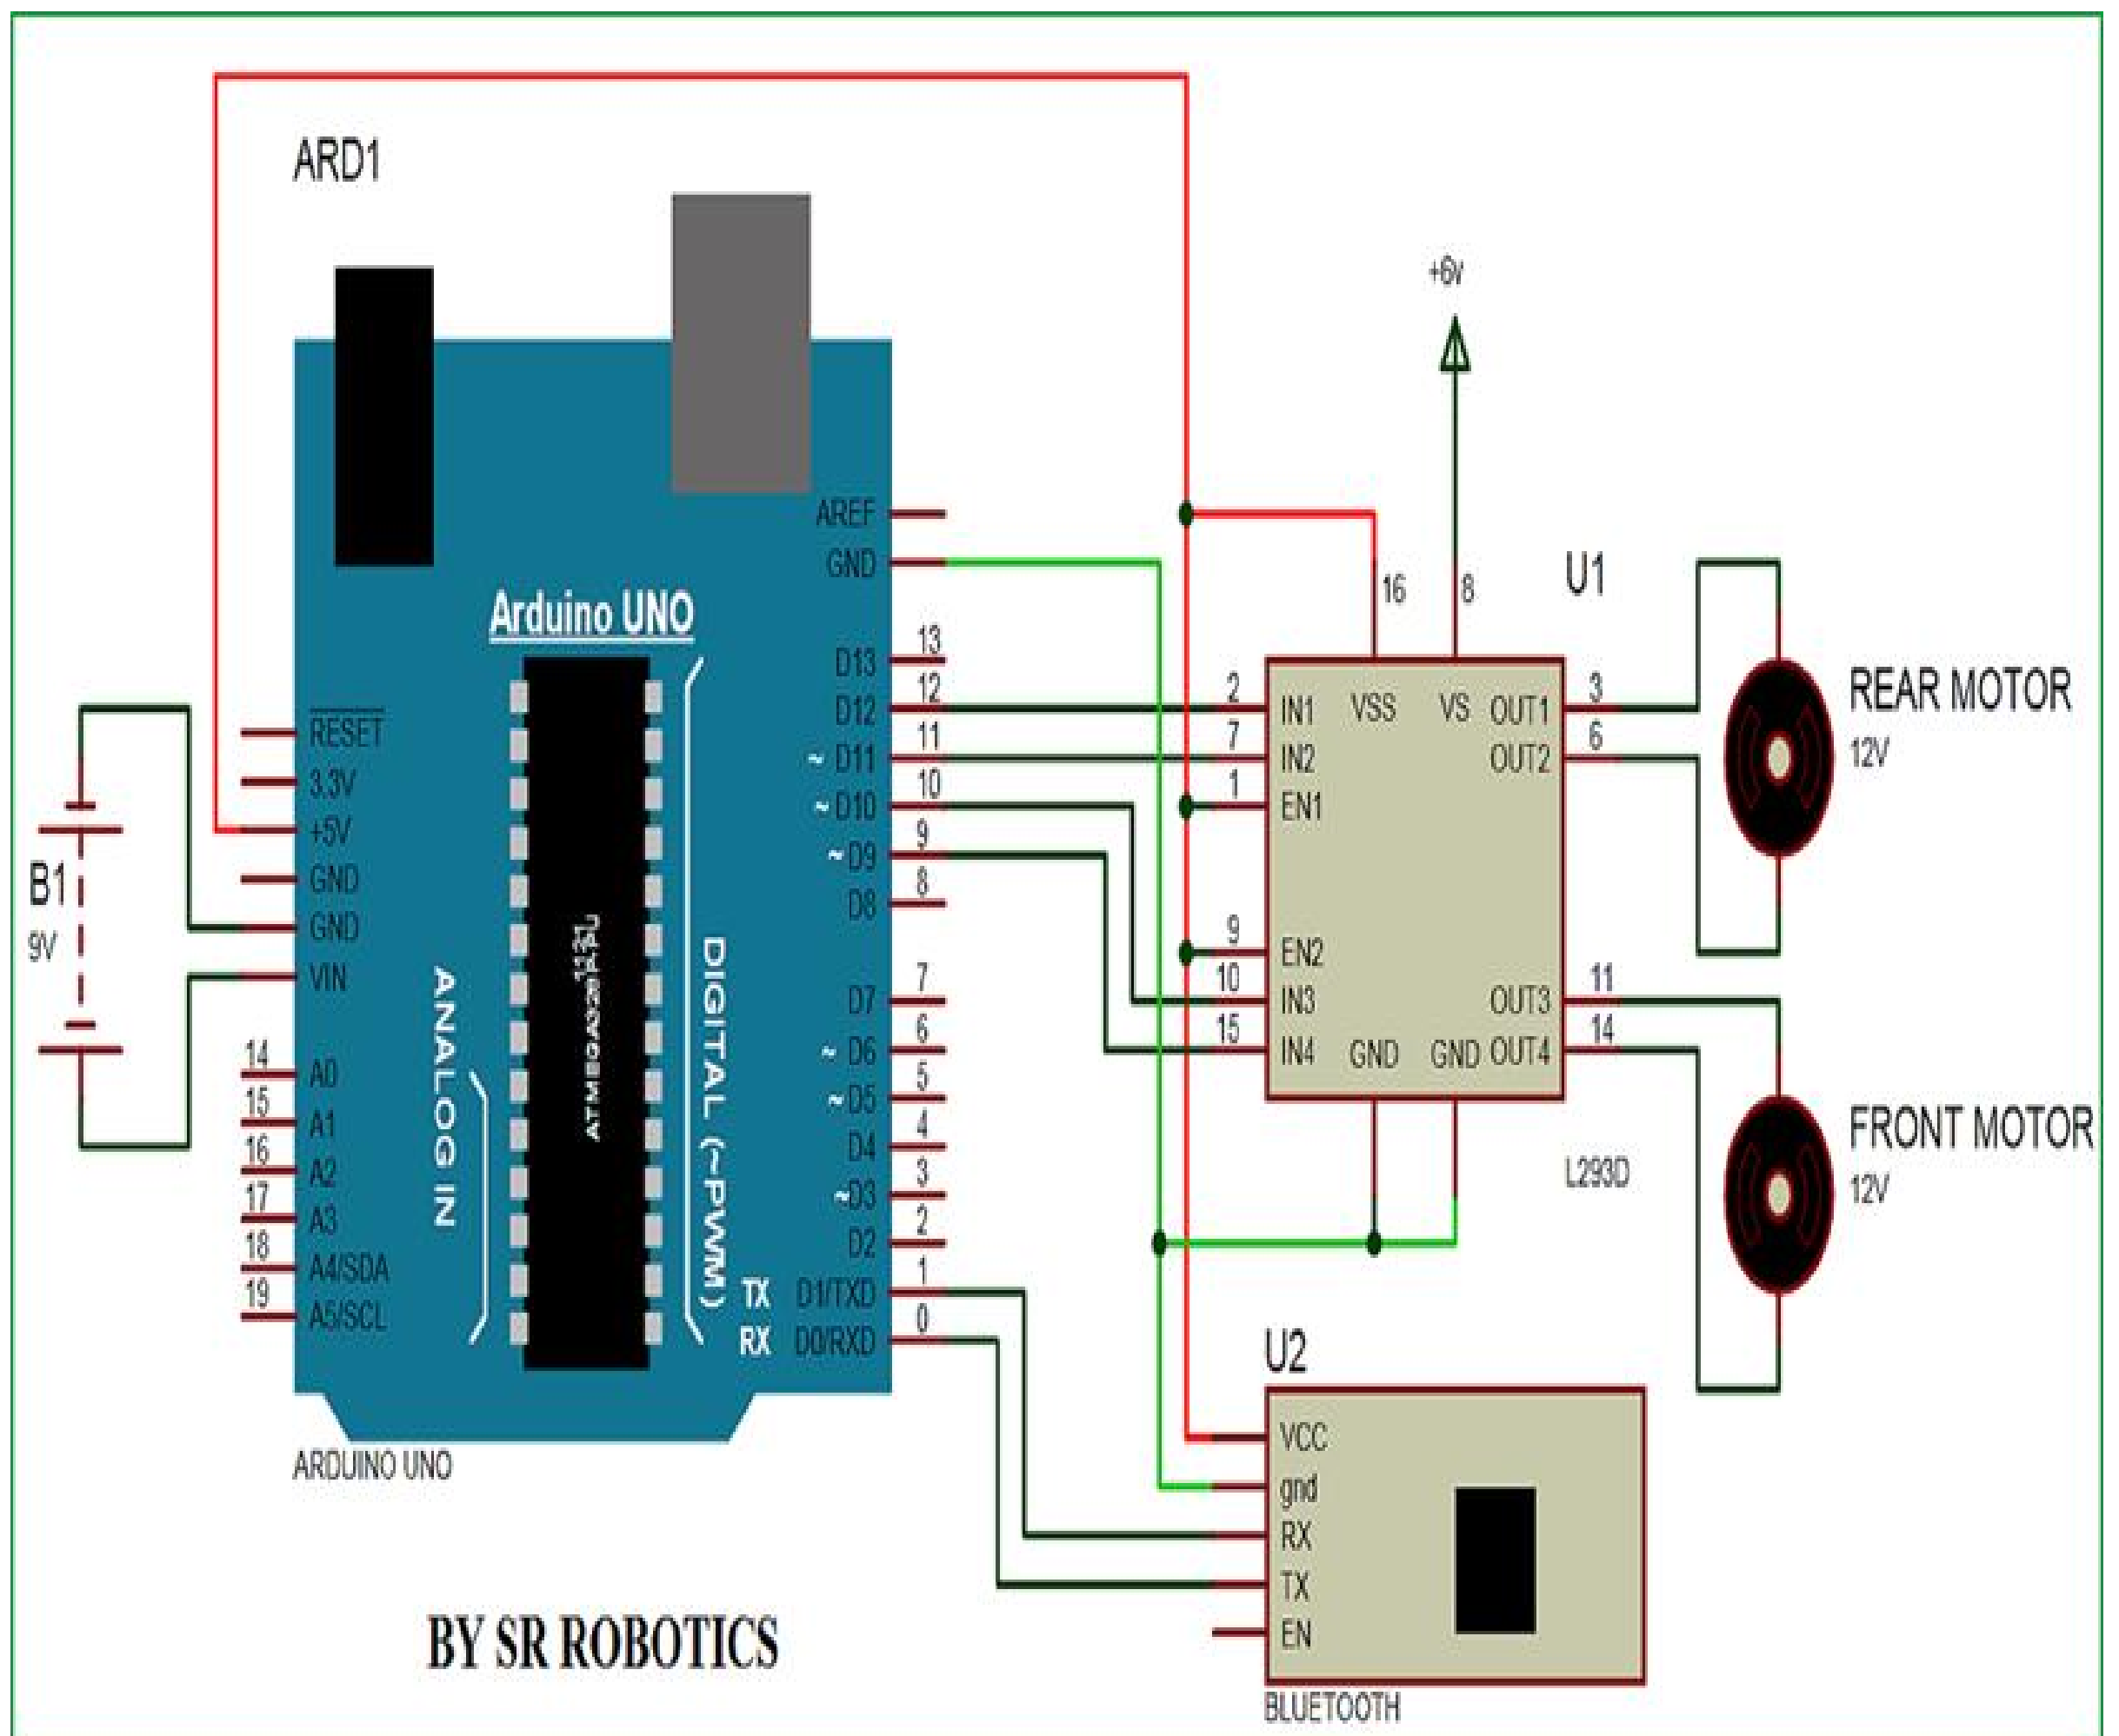 ARD1
+6v
AREF
GND
Arduino UNO
16
8
U1
13
D13
12
D12
2
IN1
VSS
VS
OUT1
3
REAR MOTOR
12V
RESET
11
~ D11
7
IN2
OUT2
6
3.3V
10
~ D10
1
EN1
+5V
9
~ D9
B1
9V
GND
8
D8
GND
9
EN2
VIN
7
D7
10
IN3
OUT3
11
6
~ D6
15
IN4
GND
GND
OUT4
14
14
A0
5
~ D5
15
A1
4
D4
FRONT MOTOR
12V
16
A2
3
~D3
L293D
17
A3
2
D2
18
A4/SDA
1
TX
D1/TXD
19
A5/SCL
0
RX
D0/RXD
ANALOG IN
DIGITAL (~PWM)
ARDUINO UNO
U2
VCC
gnd
RX
TX
EN
BLUETOOTH
BY SR ROBOTICS